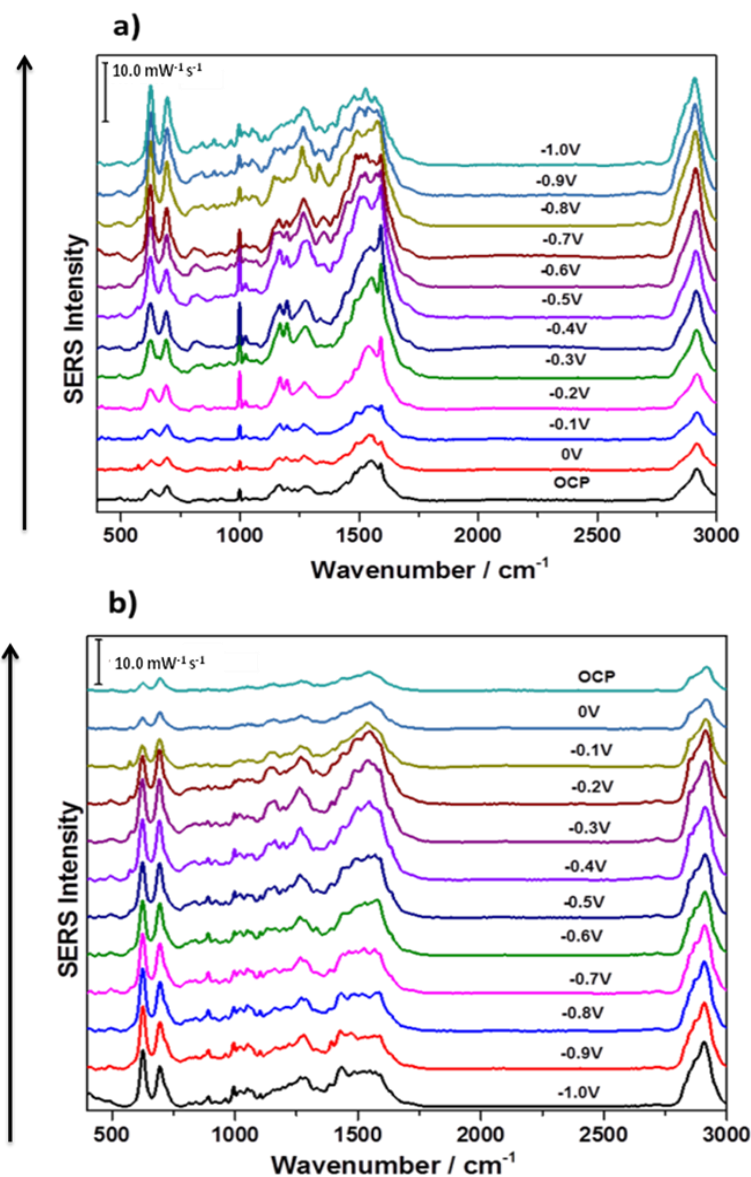 a)
10.0 mW-1 s-1
-1.0V
-0.9V
-0.8V
-0.7V
-0.6V
-0.5V
-0.4V
-0.3V
-0.2V
-0.1V
0V
OCP
SERS Intensity
500 1000 1500 2000 2500 3000
Wavenumber / cm-1
b)
10.0 mW-1 s-1
OCP
0V
-0.1V
-0.2V
-0.3V
-0.4V
-0.5V
-0.6V
-0.7V
-0.8V
-0.9V
-1.0V
SERS Intensity
500 1000 1500 2000 2500 3000
Wavenumber / cm-1